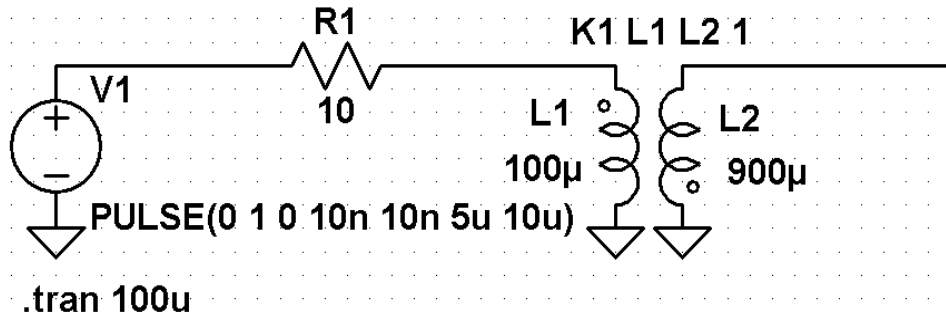 R1
K1 L1 L2 1
V1
10
L1
L2
100µ
900µ
PULSE(0 1 0 10n 10n 5u 10u)
.tran 100u